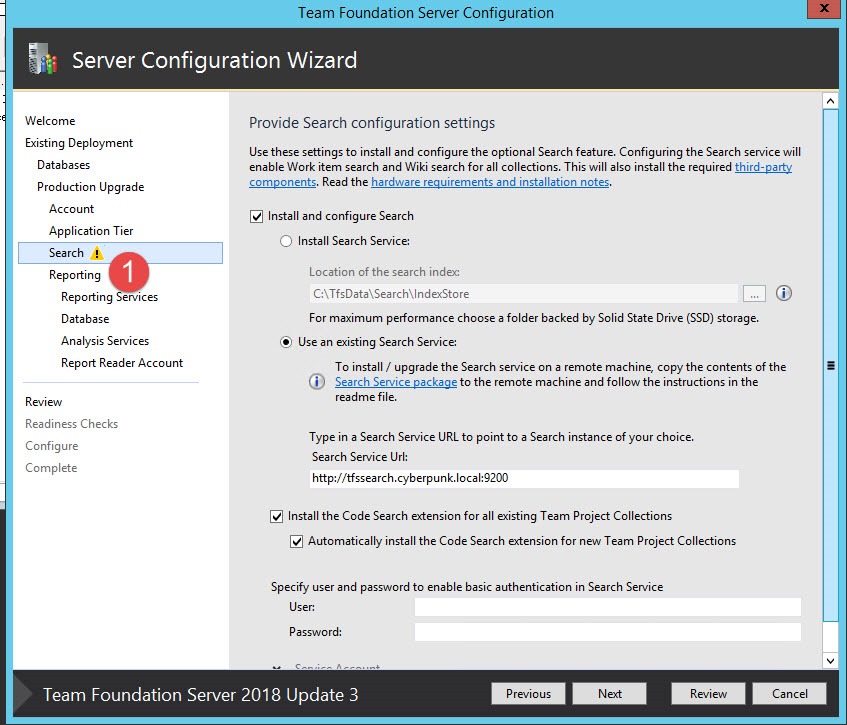 Team Foundation Server Configuration
x
Server Configuration Wizard
Welcome
Existing Deployment
Databases
Production Upgrade
Account
Application Tier
Search
1
Reporting
Reporting Services
Database
Analysis Services
Report Reader Account
Review
Readiness Checks
Configure
Complete
Provide Search configuration settings
Use these settings to install and configure the optional Search feature. Configuring the Search service will
enable Work item search and Wiki search for all collections. This will also install the required third-party
components. Read the hardware requirements and installation notes.
Install and configure Search
Install Search Service:
Location of the search index:
C:\TfsData\Search\IndexStore
...
For maximum performance choose a folder backed by Solid State Drive (SSD) storage.
Use an existing Search Service:
To install / upgrade the Search service on a remote machine, copy the contents of the
Search Service package to the remote machine and follow the instructions in the
readme file.
Type in a Search Service URL to point to a Search instance of your choice.
Search Service Url:
http://tfssearch.cyberpunk.local:9200
Install the Code Search extension for all existing Team Project Collections
Automatically install the Code Search extension for new Team Project Collections
Specify user and password to enable basic authentication in Search Service
User:
Password:
Service Account
Team Foundation Server 2018 Update 3
Previous
Next
Review
Cancel